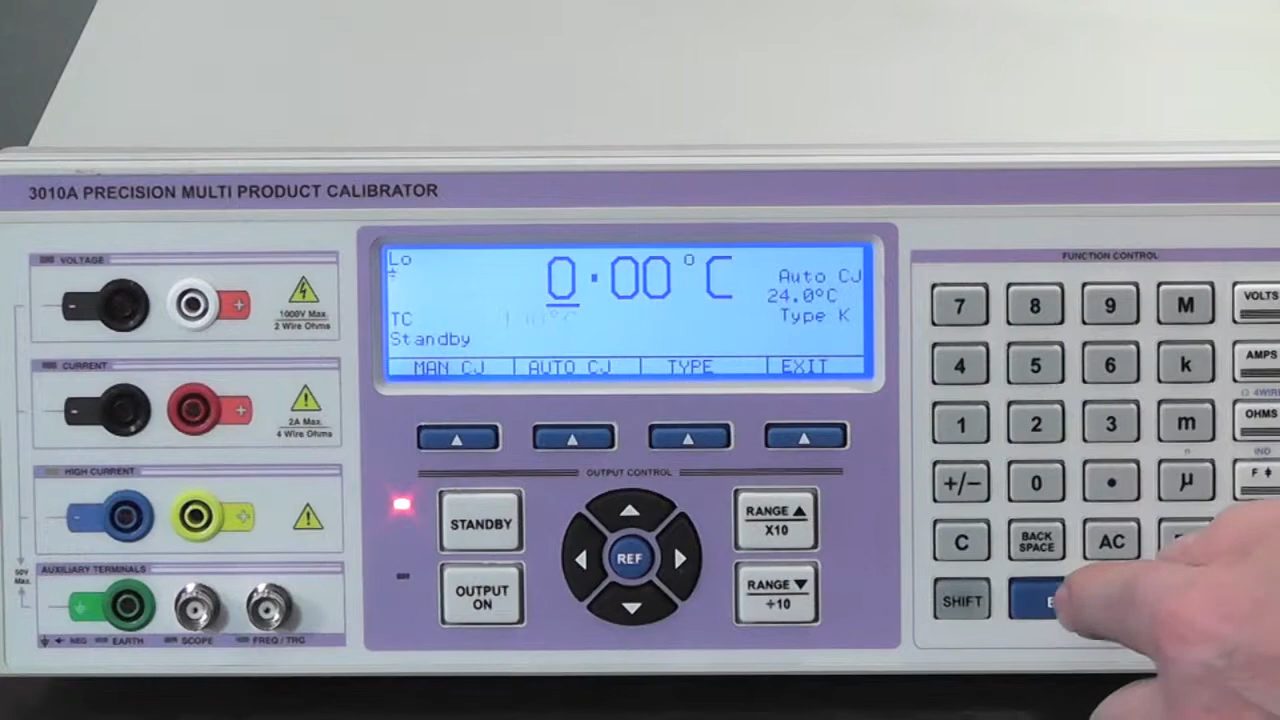 3010A PRECISION MULTI PRODUCT CALIBRATOR
VOLTAGE
- +
1000V Max.
2 Wire Ohms
CURRENT
- +
2A Max.
4 Wire Ohms
HIGH CURRENT
- +
50V
Max.
AUXILIARY TERMINALS
NEG EARTH SCOPE FREQ / TRG
Lo
0.00°C
Auto CJ
24.0°C
Type K
TC
Standby
MAN CJ AUTO CJ TYPE EXIT
OUTPUT CONTROL
STANDBY
OUTPUT
ON
REF
RANGE ▲
X10
RANGE ▼
÷10
FUNCTION CONTROL
7 8 9 M VOLTS
4 5 6 k AMPS
Ω 4WIRE
1 2 3 m OHMS
n IND
+/− 0 • µ F
C BACK SPACE AC
SHIFT